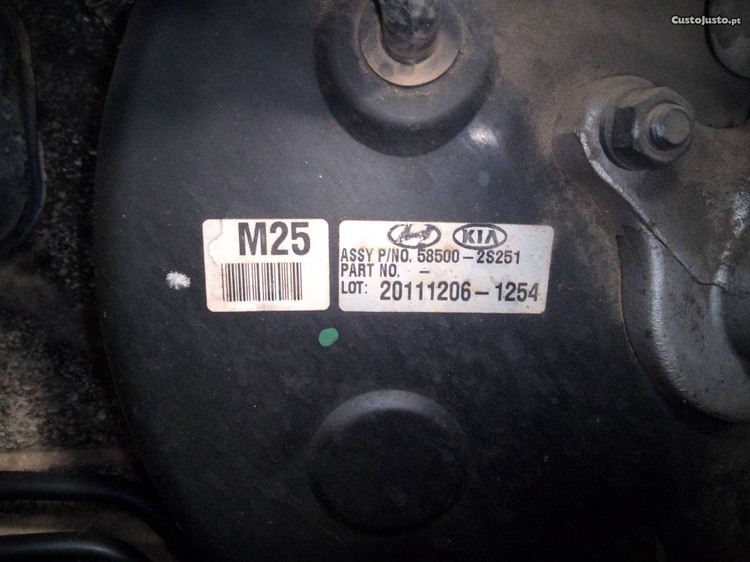 CustoJusto.pt
M25
KIA
ASSY P/NO. 58500-2S251
PART NO. -
LOT: 20111206-1254